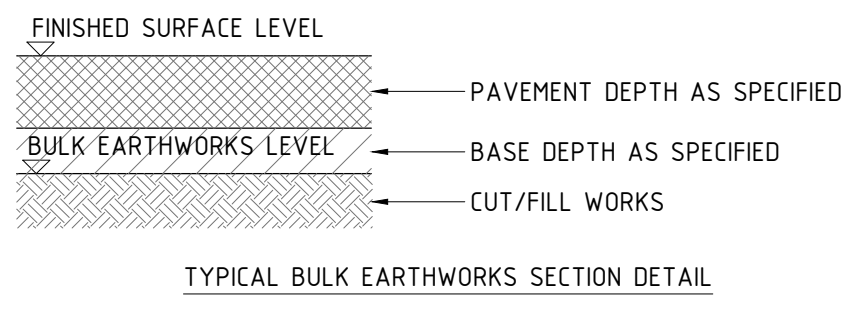 FINISHED SURFACE LEVEL
PAVEMENT DEPTH AS SPECIFIED
BULK EARTHWORKS LEVEL
BASE DEPTH AS SPECIFIED
CUT/FILL WORKS
TYPICAL BULK EARTHWORKS SECTION DETAIL